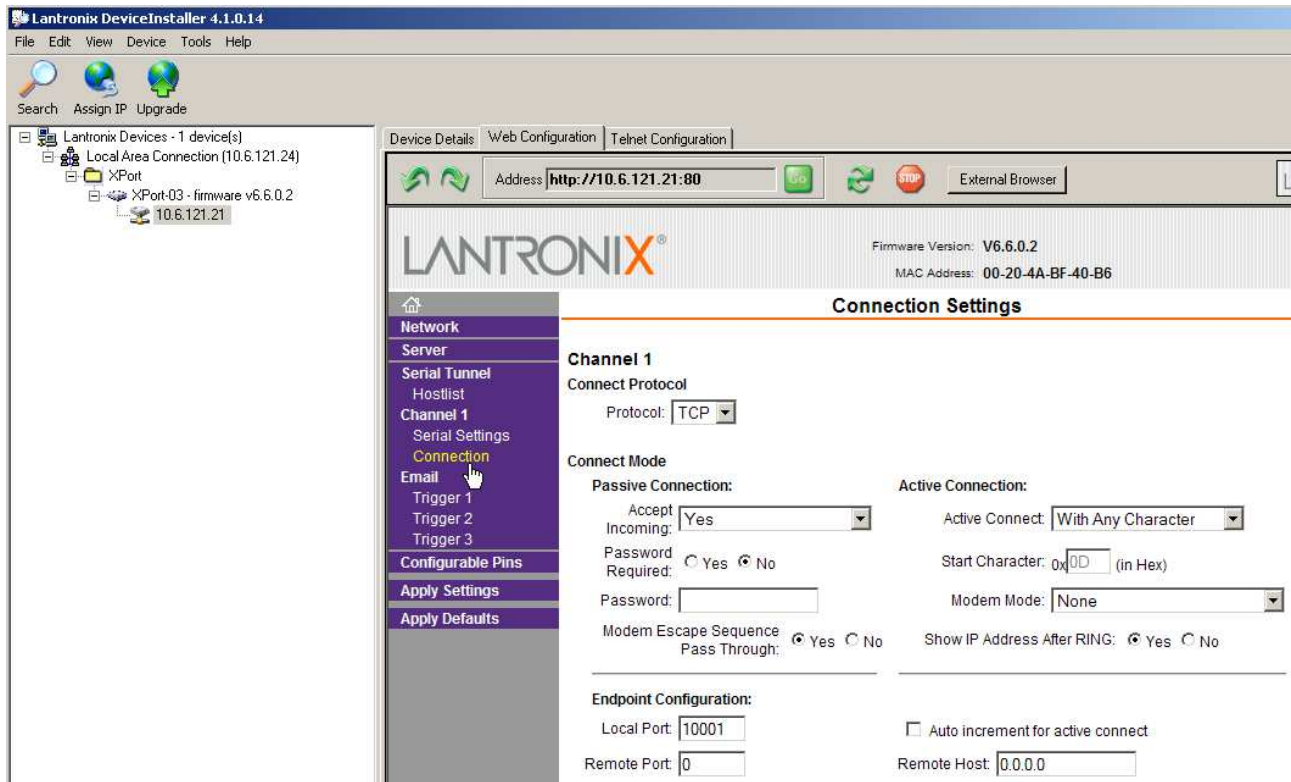 Lantronix DeviceInstaller 4.1.0.14
File Edit View Device Tools Help
Search Assign IP Upgrade
Lantronix Devices - 1 device(s)
Local Area Connection (10.6.121.24)
XPort
XPort-03 - firmware v6.6.0.2
10.6.121.21
Device Details Web Configuration Telnet Configuration
Address http://10.6.121.21:80 Go STOP External Browser
LANTRONIX®
Firmware Version: V6.6.0.2
MAC Address: 00-20-4A-BF-40-B6
Network
Server
Serial Tunnel
Hostlist
Channel 1
Serial Settings
Connection
Email
Trigger 1
Trigger 2
Trigger 3
Configurable Pins
Apply Settings
Apply Defaults
Connection Settings
Channel 1
Connect Protocol
Protocol: TCP
Connect Mode
Passive Connection:
Accept Incoming: Yes
Password Required: Yes No
Password:
Modem Escape Sequence Pass Through: Yes No
Active Connection:
Active Connect: With Any Character
Start Character: 0x 0D (in Hex)
Modem Mode: None
Show IP Address After RING: Yes No
Endpoint Configuration:
Local Port: 10001
Auto increment for active connect
Remote Port: 0
Remote Host: 0.0.0.0